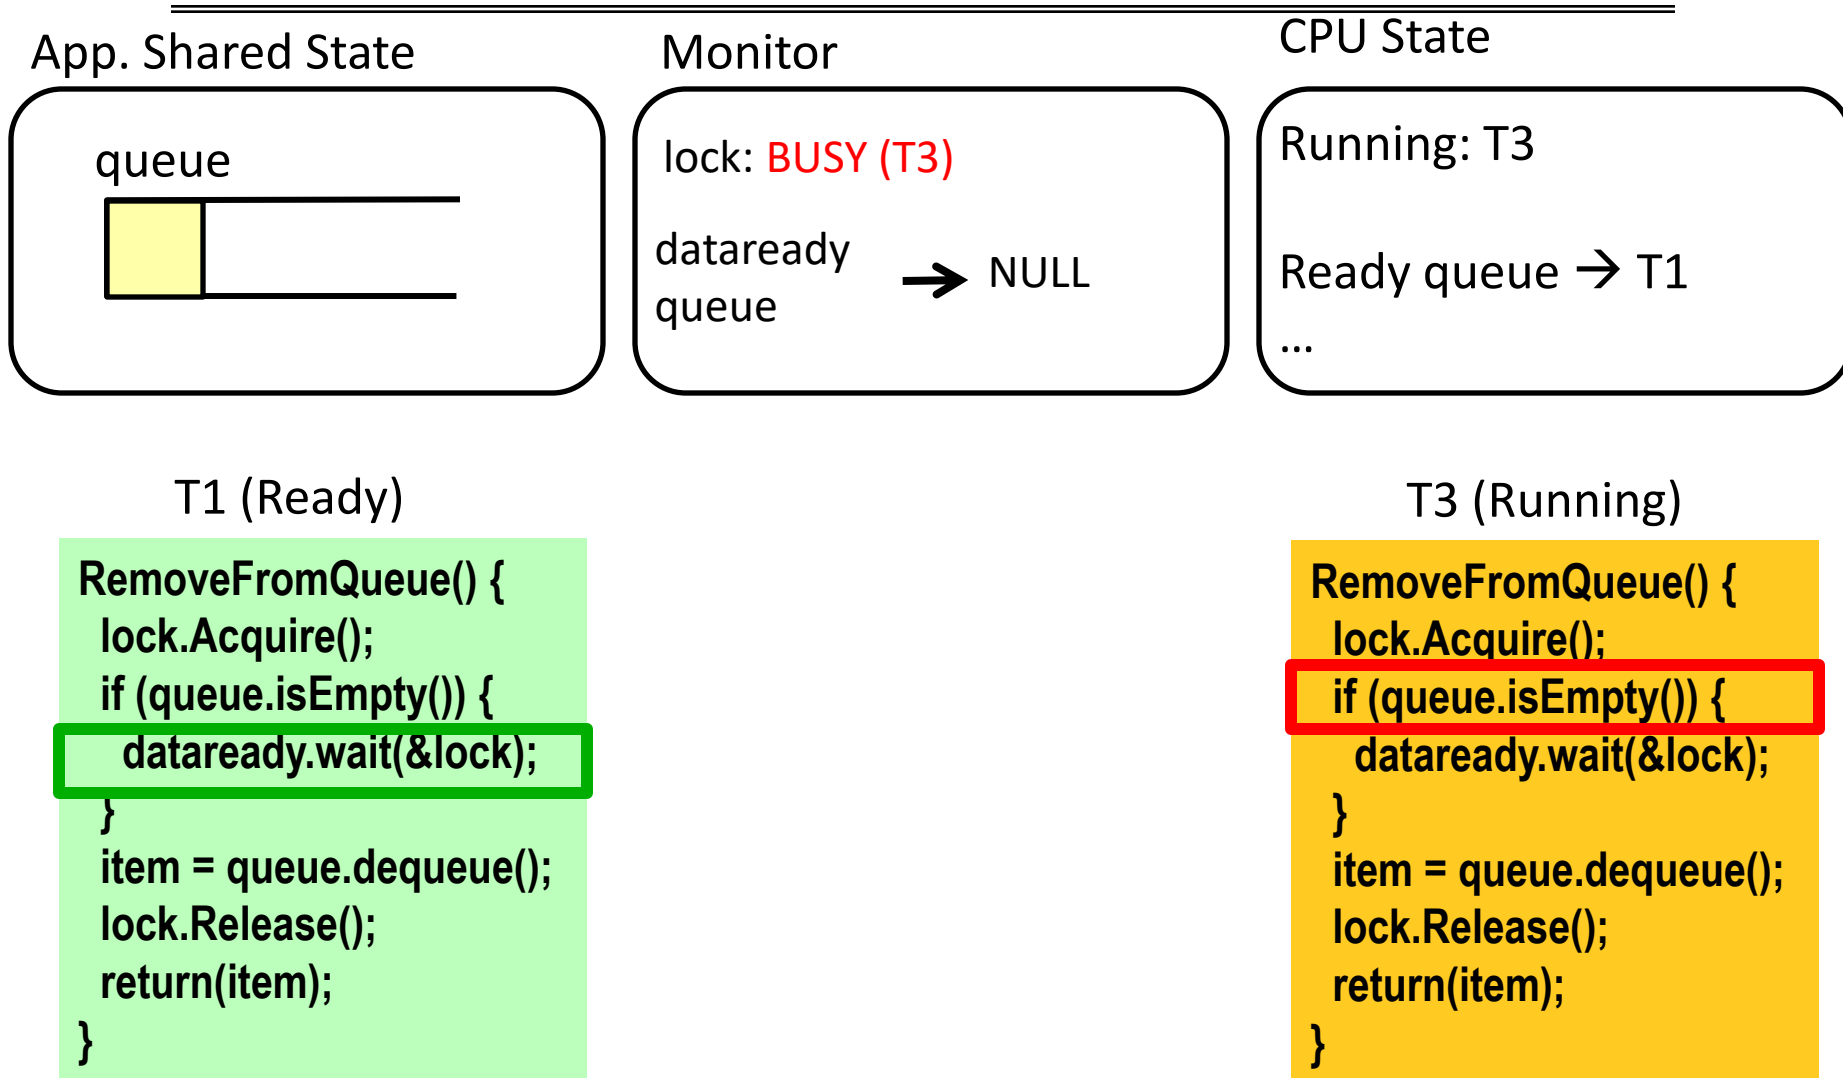 App. Shared State
queue
Monitor
lock: BUSY (T3)
dataready
queue
→ NULL
CPU State
Running: T3
Ready queue → T1
...
T1 (Ready)
RemoveFromQueue() {
lock.Acquire();
if (queue.isEmpty()) {
dataready.wait(&lock);
}
item = queue.dequeue();
lock.Release();
return(item);
}
T3 (Running)
RemoveFromQueue() {
lock.Acquire();
if (queue.isEmpty()) {
dataready.wait(&lock);
}
item = queue.dequeue();
lock.Release();
return(item);
}